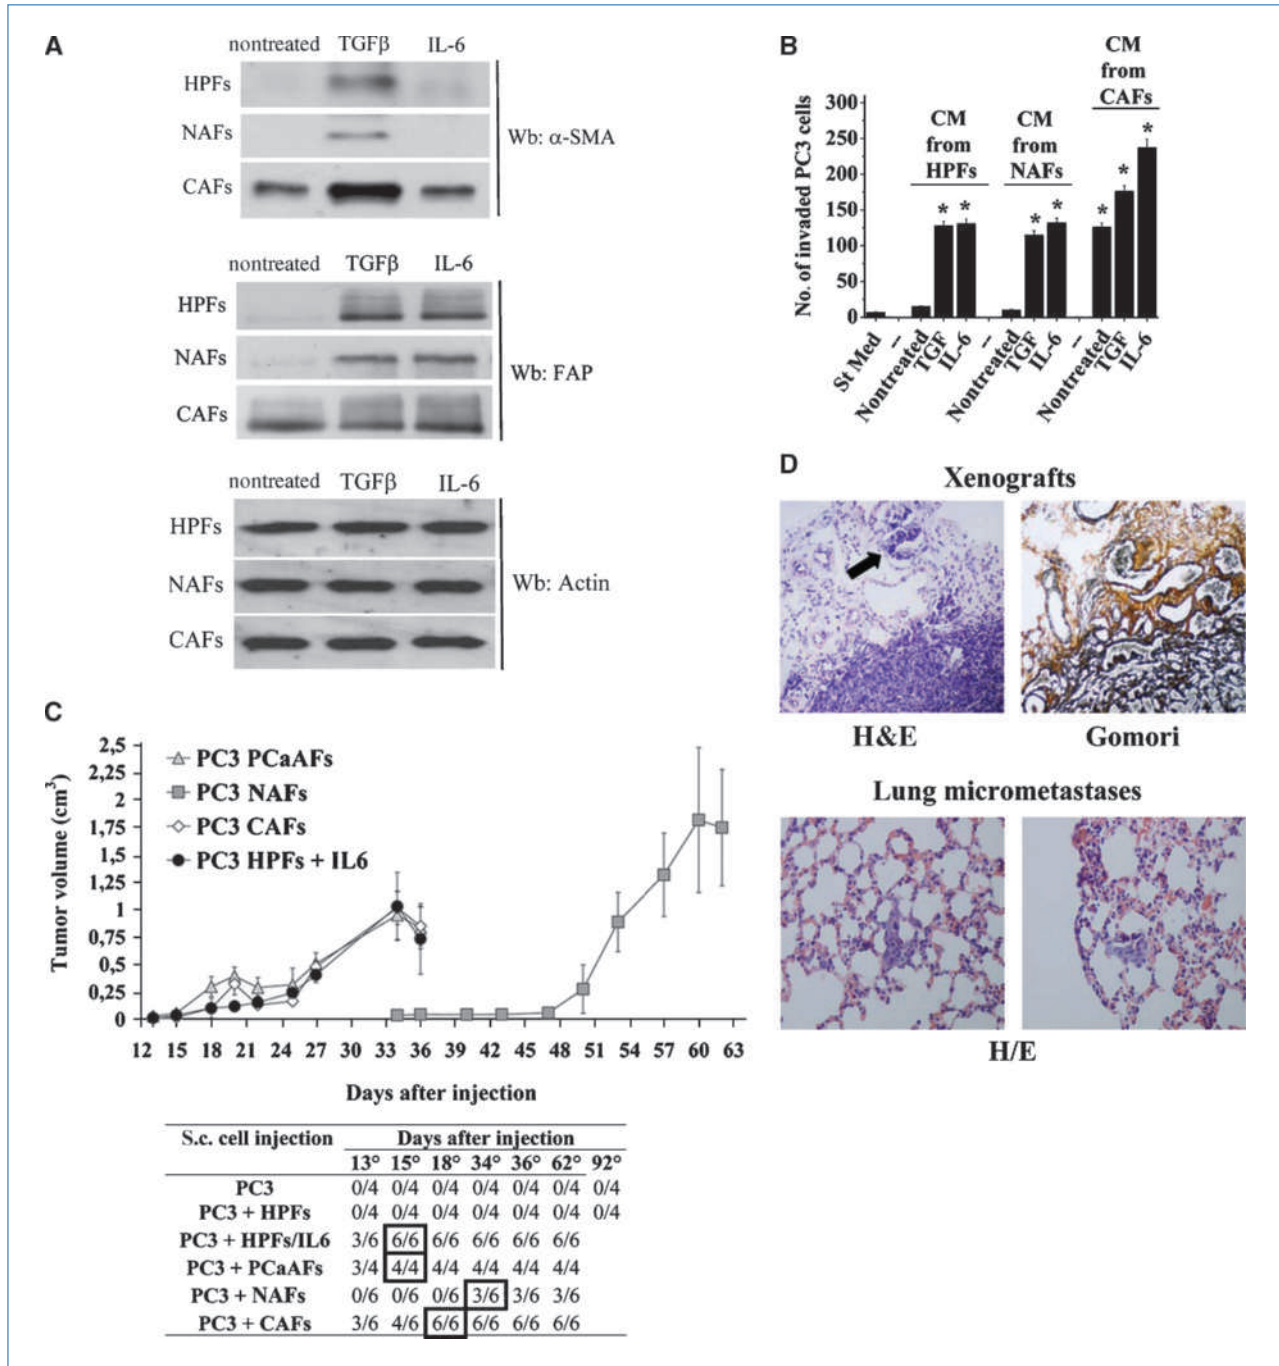 A
nontreated TGFβ IL-6
HPFs
NAFs
CAFs
Wb: α-SMA
nontreated TGFβ IL-6
HPFs
NAFs
CAFs
Wb: FAP
nontreated TGFβ IL-6
HPFs
NAFs
CAFs
Wb: Actin
B
No. of invaded PC3 cells
300
250
200
150
100
50
0
CM
from
HPFs
CM
from
NAFs
CM
from
CAFs
* * * * * * *
St Med
--
Nontreated
TGF
IL-6
--
Nontreated
TGF
IL-6
--
Nontreated
TGF
IL-6
C
Tumor volume (cm³)
2,5
2,25
2
1,75
1,5
1,25
1
0,75
0,5
0,25
0
PC3 PCaAFs
PC3 NAFs
PC3 CAFs
PC3 HPFs + IL6
12 15 18 21 24 27 30 33 36 39 42 45 48 51 54 57 60 63
Days after injection
S.c. cell injection Days after injection
13° 15° 18° 34° 36° 62° 92°
PC3 0/4 0/4 0/4 0/4 0/4 0/4 0/4
PC3 + HPFs 0/4 0/4 0/4 0/4 0/4 0/4 0/4
PC3 + HPFs/IL6 3/6 6/6 6/6 6/6 6/6 6/6
PC3 + PCaAFs 3/4 4/4 4/4 4/4 4/4 4/4
PC3 + NAFs 0/6 0/6 0/6 3/6 3/6 3/6
PC3 + CAFs 3/6 4/6 6/6 6/6 6/6 6/6
D
Xenografts
H&E Gomori
Lung micrometastases
H/E